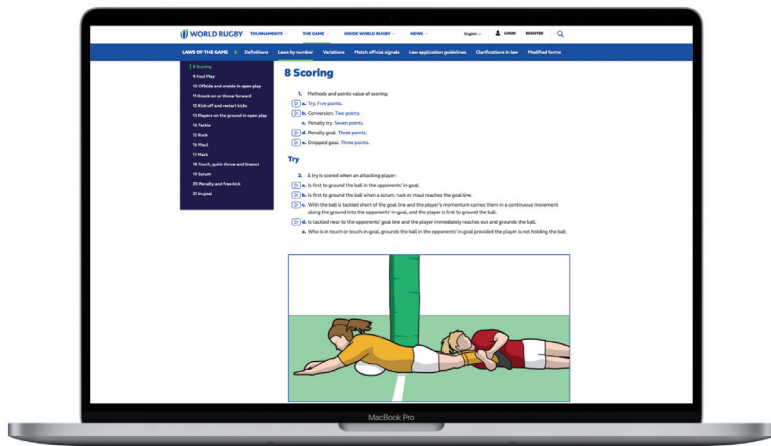 WORLD RUGBY TOURNAMENTS THE GAME INSIDE WORLD RUGBY NEWS English LOGIN REGISTER
LAWS OF THE GAME Definitions Laws by number Variations Match official signals Law application guidelines Clarifications in law Modified forms
8 Scoring
9 Foul Play
10 Offside and onside in open play
11 Knock-on or throw forward
12 Kick-off and restart kicks
13 Players on the ground in open play
14 Tackle
15 Ruck
16 Maul
17 Mark
18 Touch, quick throw and lineout
19 Scrum
20 Penalty and free-kick
21 In-goal
8 Scoring
1. Methods and points value of scoring:
a. Try. Five points.
b. Conversion. Two points.
c. Penalty try. Seven points.
d. Penalty goal. Three points.
e. Dropped goal. Three points.
Try
2. A try is scored when an attacking player:
a. Is first to ground the ball in the opponents' in-goal.
b. Is first to ground the ball when a scrum, ruck or maul reaches the goal line.
c. With the ball is tackled short of the goal line and the player's momentum carries them in a continuous movement
along the ground into the opponents' in-goal, and the player is first to ground the ball.
d. Is tackled near to the opponents' goal line and the player immediately reaches out and grounds the ball.
e. Who is in touch or touch-in-goal, grounds the ball in the opponents' in-goal provided the player is not holding the ball.
MacBook Pro